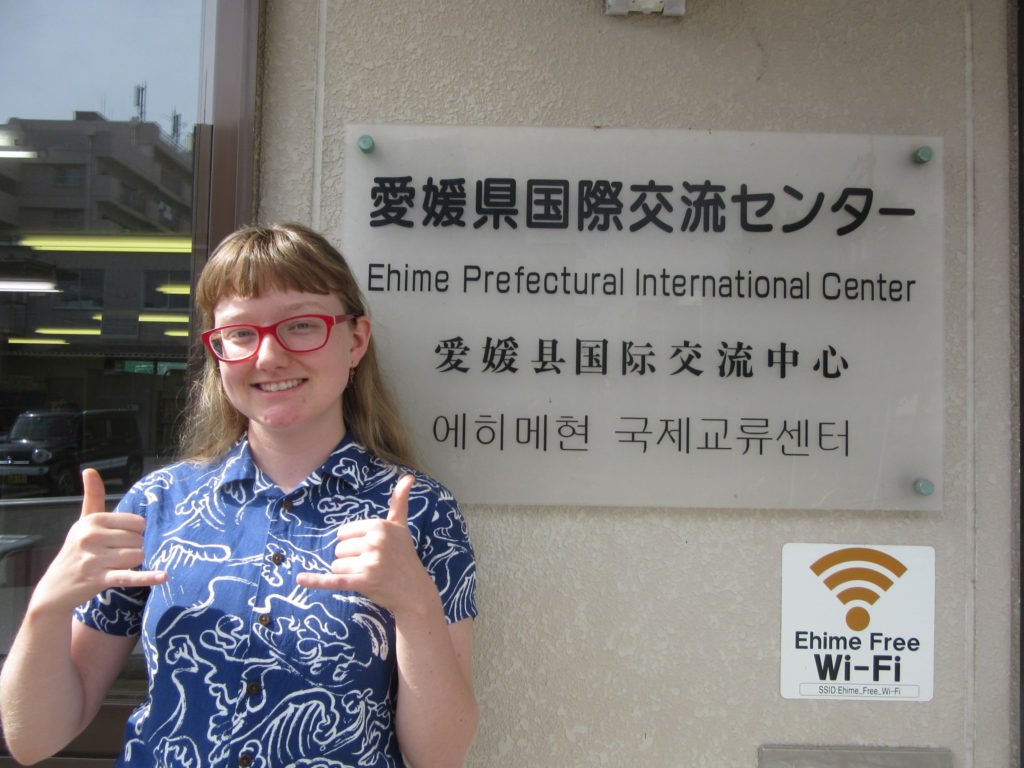 愛媛県国際交流センター
Ehime Prefectural International Center
愛媛县国际交流中心
에히메현 국제교류센터
Ehime Free
Wi-Fi
SSID:Ehime_Free_Wi-Fi